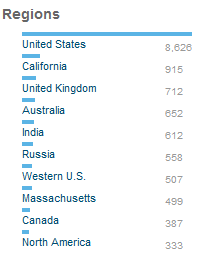 Regions
United States 8,626
California 915
United Kingdom 712
Australia 652
India 612
Russia 558
Western U.S. 507
Massachusetts 499
Canada 387
North America 333